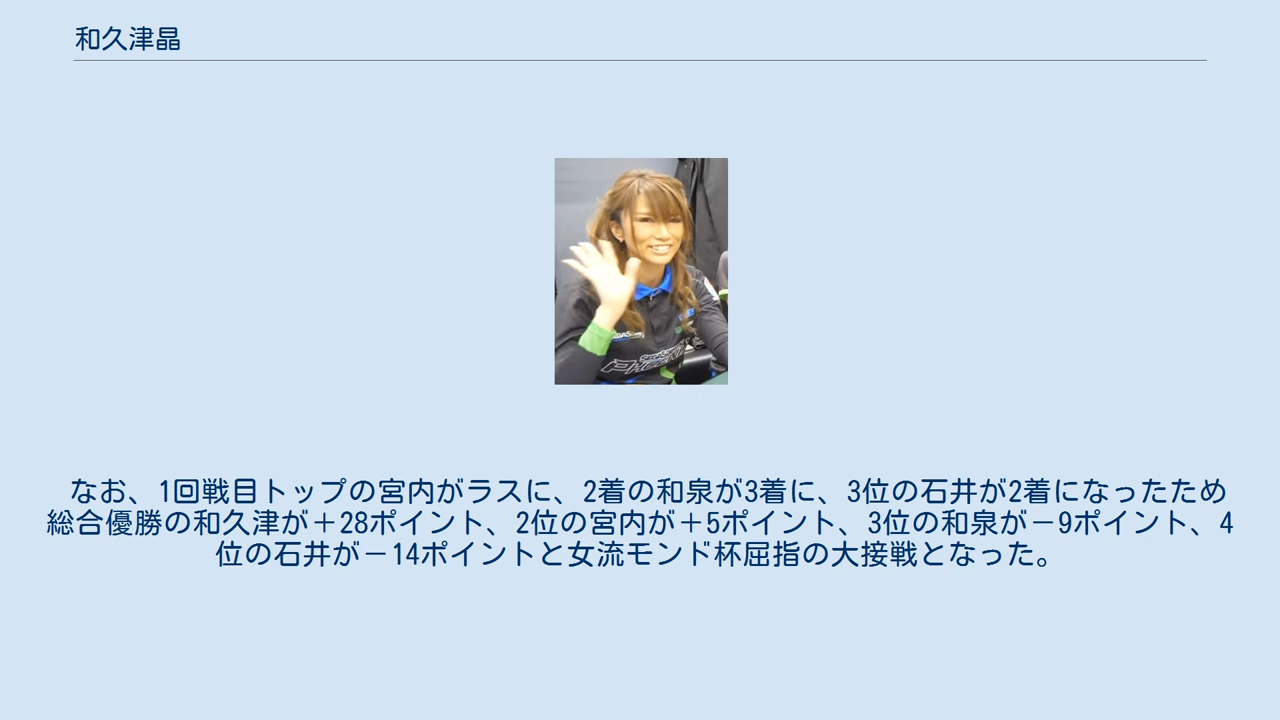 和久津晶
なお、1回戦目トップの宮内がラスに、2着の和泉が3着に、3位の石井が2着になったため
総合優勝の和久津が＋28ポイント、2位の宮内が＋5ポイント、3位の和泉が－9ポイント、4
位の石井が－14ポイントと女流モンド杯屈指の大接戦となった。